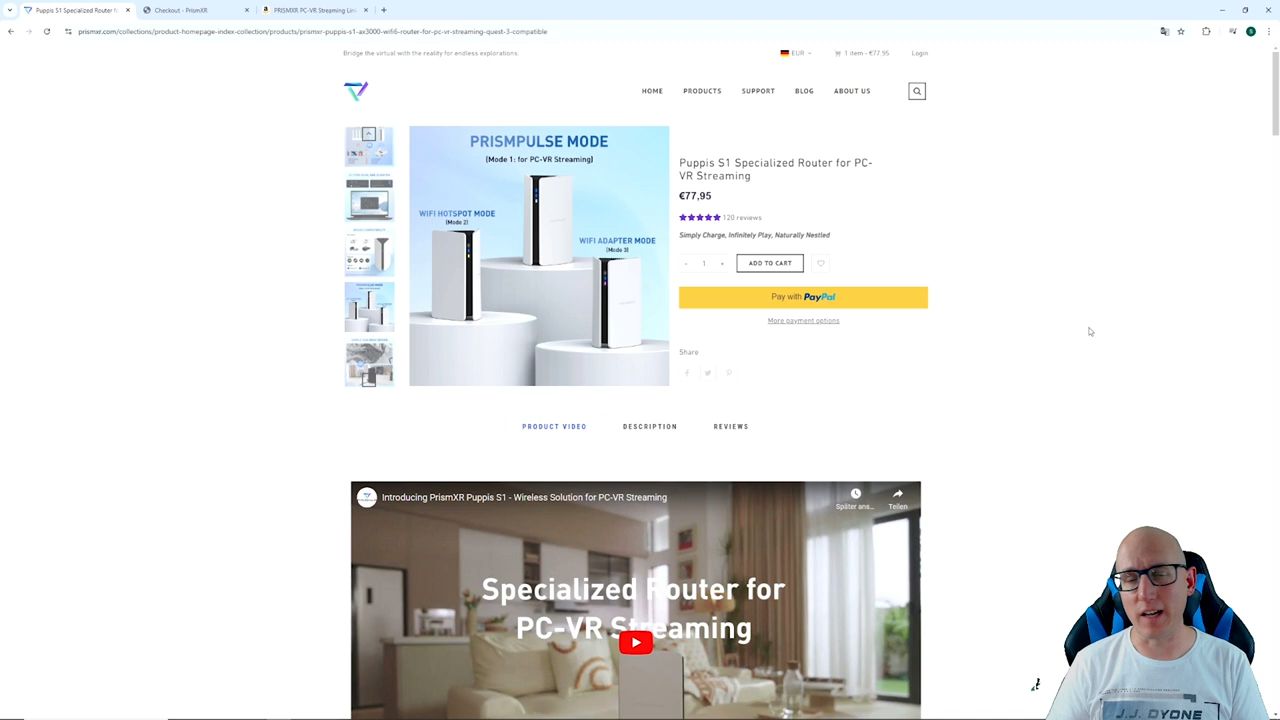 Puppis S1 Specialized Router f
Checkout - PrismXR
PRISMXR PC-VR Streaming Lin
prismxr.com/collections/product-homepage-index-collection/products/prismxr-puppis-s1-ax3000-wifi6-router-for-pc-vr-streaming-quest-3-compatible
S
Bridge the virtual with the reality for endless explorations.
EUR
1 item - €77,95
Login
HOME
PRODUCTS
SUPPORT
BLOG
ABOUT US
PRISMPULSE MODE
(Mode 1: for PC-VR Streaming)
WIFI HOTSPOT MODE
(Mode 2)
WIFI ADAPTER MODE
(Mode 3)
Puppis S1 Specialized Router for PC-
VR Streaming
€77,95
120 reviews
Simply Charge, Infinitely Play, Naturally Nestled
- 1 +
ADD TO CART
Pay with PayPal
More payment options
Share
PRODUCT VIDEO
DESCRIPTION
REVIEWS
Introducing PrismXR Puppis S1 - Wireless Solution for PC-VR Streaming
Später ans...
Teilen
Specialized Router for
PC-VR Streaming
J.J. DYONE